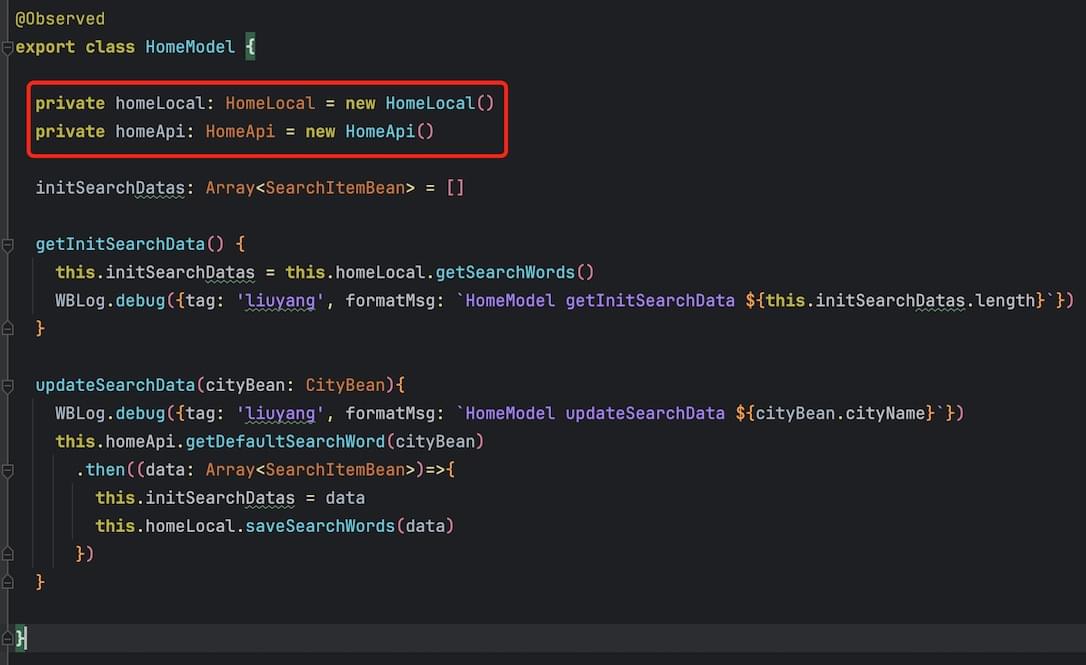 @Observed
export class HomeModel {
private homeLocal: HomeLocal = new HomeLocal()
private homeApi: HomeApi = new HomeApi()
initSearchDatas: Array<SearchItemBean> = []
getInitSearchData() {
this.initSearchDatas = this.homeLocal.getSearchWords()
WBLog.debug({tag: 'liuyang', formatMsg: `HomeModel getInitSearchData ${this.initSearchDatas.length}`})
}
updateSearchData(cityBean: CityBean){
WBLog.debug({tag: 'liuyang', formatMsg: `HomeModel updateSearchData ${cityBean.cityName}`})
this.homeApi.getDefaultSearchWord(cityBean)
.then((data: Array<SearchItemBean>)=>{
this.initSearchDatas = data
this.homeLocal.saveSearchWords(data)
})
}
}